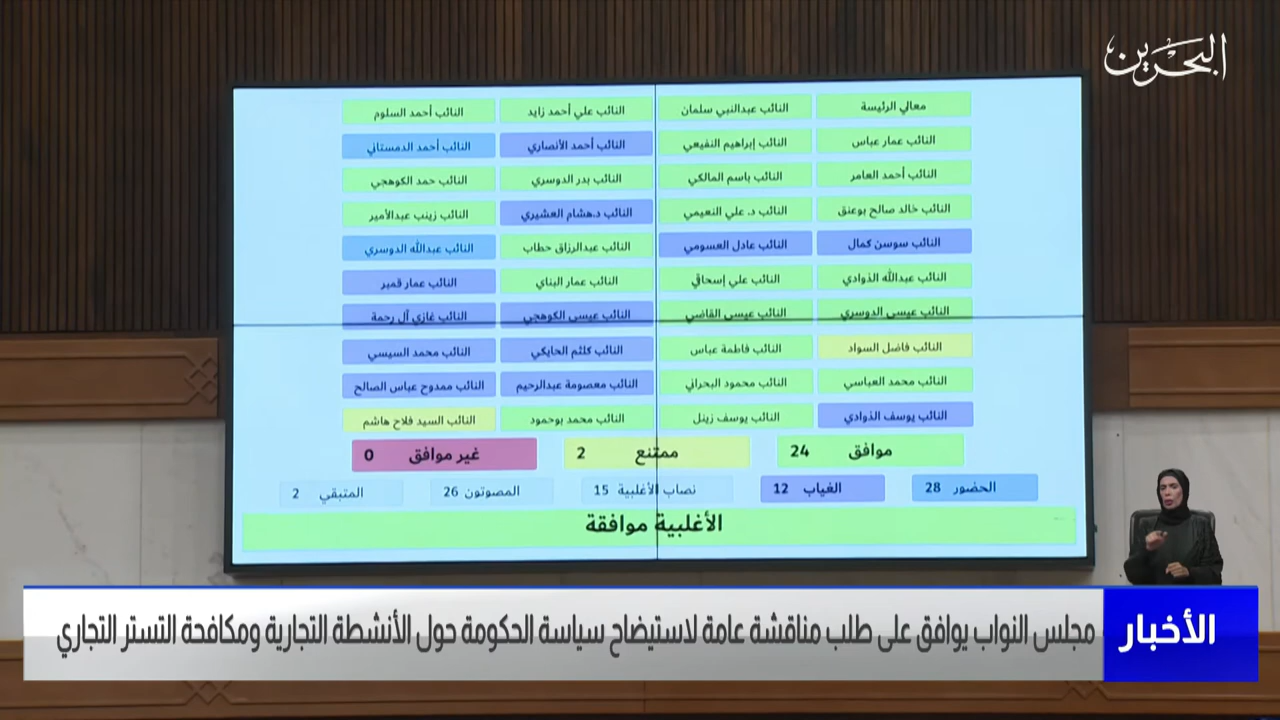 البحرين
معالي الرئيسة
النائب عبدالنبي سلمان
النائب علي أحمد زايد
النائب أحمد السلوم
النائب عمار عباس
النائب إبراهيم النفيعي
النائب أحمد الأنصاري
النائب أحمد الدمستاني
النائب أحمد العامر
النائب باسم المالكي
النائب بدر الدوسري
النائب حمد الكوهجي
النائب خالد صالح بوعنق
النائب د. علي النعيمي
النائب د.هشام العشيري
النائب زينب عبدالأمير
النائب سوسن كمال
النائب عادل العسومي
النائب عبدالرزاق حطاب
النائب عبدالله الدوسري
النائب عبدالله الذوادي
النائب علي إسحاقي
النائب عمار البناي
النائب عمار قمبر
النائب عيسى الدوسري
النائب عيسى القاضي
النائب عيسى الكوهجي
النائب غازي آل رحمة
النائب فاضل السواد
النائب فاطمة عباس
النائب كلثم الحايكي
النائب محمد السيسي
النائب محمد العباسي
النائب محمود البحراني
النائب معصومة عبدالرحيم
النائب ممدوح عباس الصالح
النائب يوسف الذوادي
النائب يوسف زينل
النائب محمد بوحمود
النائب السيد فلاح هاشم
موافق 24
ممتنع 2
غير موافق 0
الحضور 28
الغياب 12
نصاب الأغلبية 15
المصوتون 26
المتبقي 2
الأغلبية موافقة
الأخبار
مجلس النواب يوافق على طلب مناقشة عامة لاستيضاح سياسة الحكومة حول الأنشطة التجارية ومكافحة التستر التجاري